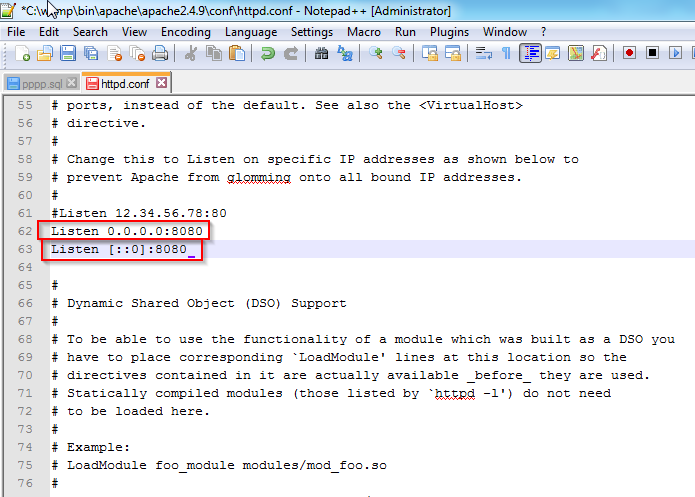 *C:\wamp\bin\apache\apache2.4.9\conf\httpd.conf - Notepad++ [Administrator]
File Edit Search View Encoding Language Settings Macro Run Plugins Window ?
pppp.sql httpd.conf
55 # ports, instead of the default. See also the <VirtualHost>
56 # directive.
57 #
58 # Change this to Listen on specific IP addresses as shown below to
59 # prevent Apache from glomming onto all bound IP addresses.
60 #
61 #Listen 12.34.56.78:80
62 Listen 0.0.0.0:8080
63 Listen [::0]:8080
64
65 #
66 # Dynamic Shared Object (DSO) Support
67 #
68 # To be able to use the functionality of a module which was built as a DSO you
69 # have to place corresponding `LoadModule' lines at this location so the
70 # directives contained in it are actually available _before_ they are used.
71 # Statically compiled modules (those listed by `httpd -l') do not need
72 # to be loaded here.
73 #
74 # Example:
75 # LoadModule foo_module modules/mod_foo.so
76 #